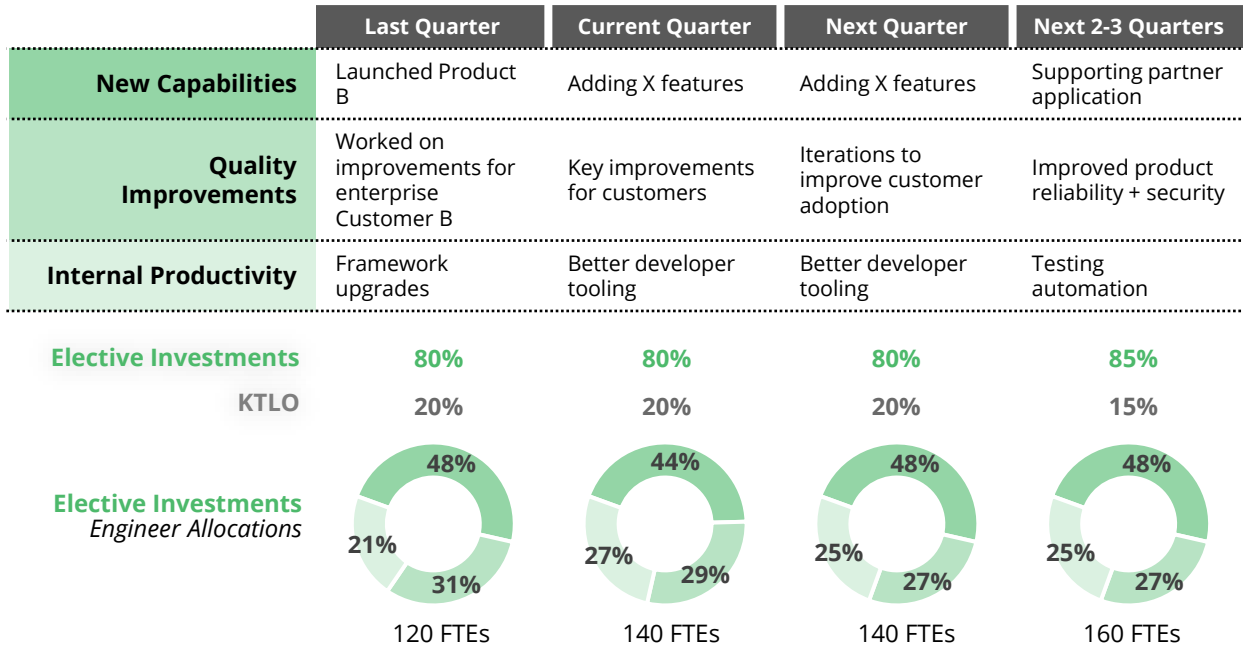 Last Quarter
Current Quarter
Next Quarter
Next 2-3 Quarters
New Capabilities
Launched Product
B
Adding X features
Adding X features
Supporting partner
application
Quality
Improvements
Worked on
improvements for
enterprise
Customer B
Key improvements
for customers
Iterations to
improve customer
adoption
Improved product
reliability + security
Internal Productivity
Framework
upgrades
Better developer
tooling
Better developer
tooling
Testing
automation
Elective Investments
80%
80%
80%
85%
KTLO
20%
20%
20%
15%
Elective Investments
Engineer Allocations
48%
21%
31%
44%
27%
29%
48%
25%
27%
48%
25%
27%
120 FTEs
140 FTEs
140 FTEs
160 FTEs